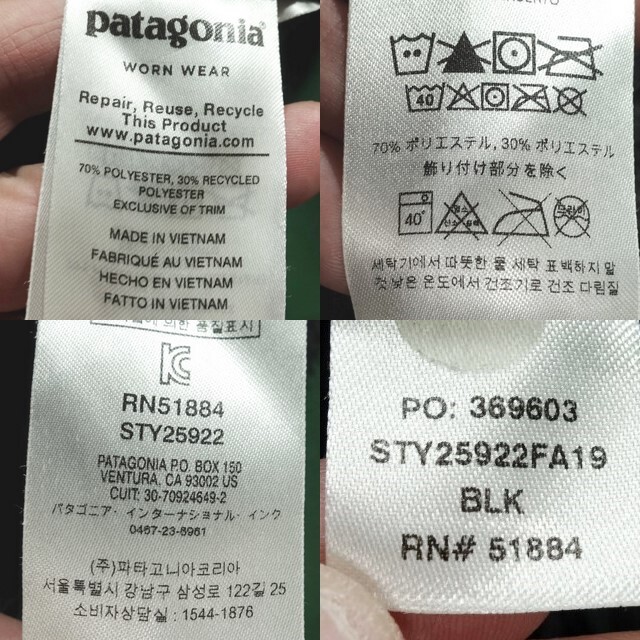 patagonia®
WORN WEAR
Repair, Reuse, Recycle
This Product
www.patagonia.com
70% POLYESTER, 30% RECYCLED
POLYESTER
EXCLUSIVE OF TRIM
MADE IN VIETNAM
FABRIQUÉ AU VIETNAM
HECHO EN VIETNAM
FATTO IN VIETNAM
40
70% ポリエステル, 30% ポリエステル
飾り付け部分を除く
40°
세탁기에서 따뜻한 물 세탁 표백하지 말
것 낮은 온도에서 건조기로 건조 다림질
의한 품질표시
RN51884
STY25922
PATAGONIA P.O. BOX 150
VENTURA, CA 93002 US
CUIT: 30-70924649-2
パタゴニア・インターナショナル・インク
0467-23-8961
(주)파타고니아코리아
서울특별시 강남구 삼성로 122길 25
소비자상담실 : 1544-1876
PO: 369603
STY25922FA19
BLK
RN# 51884